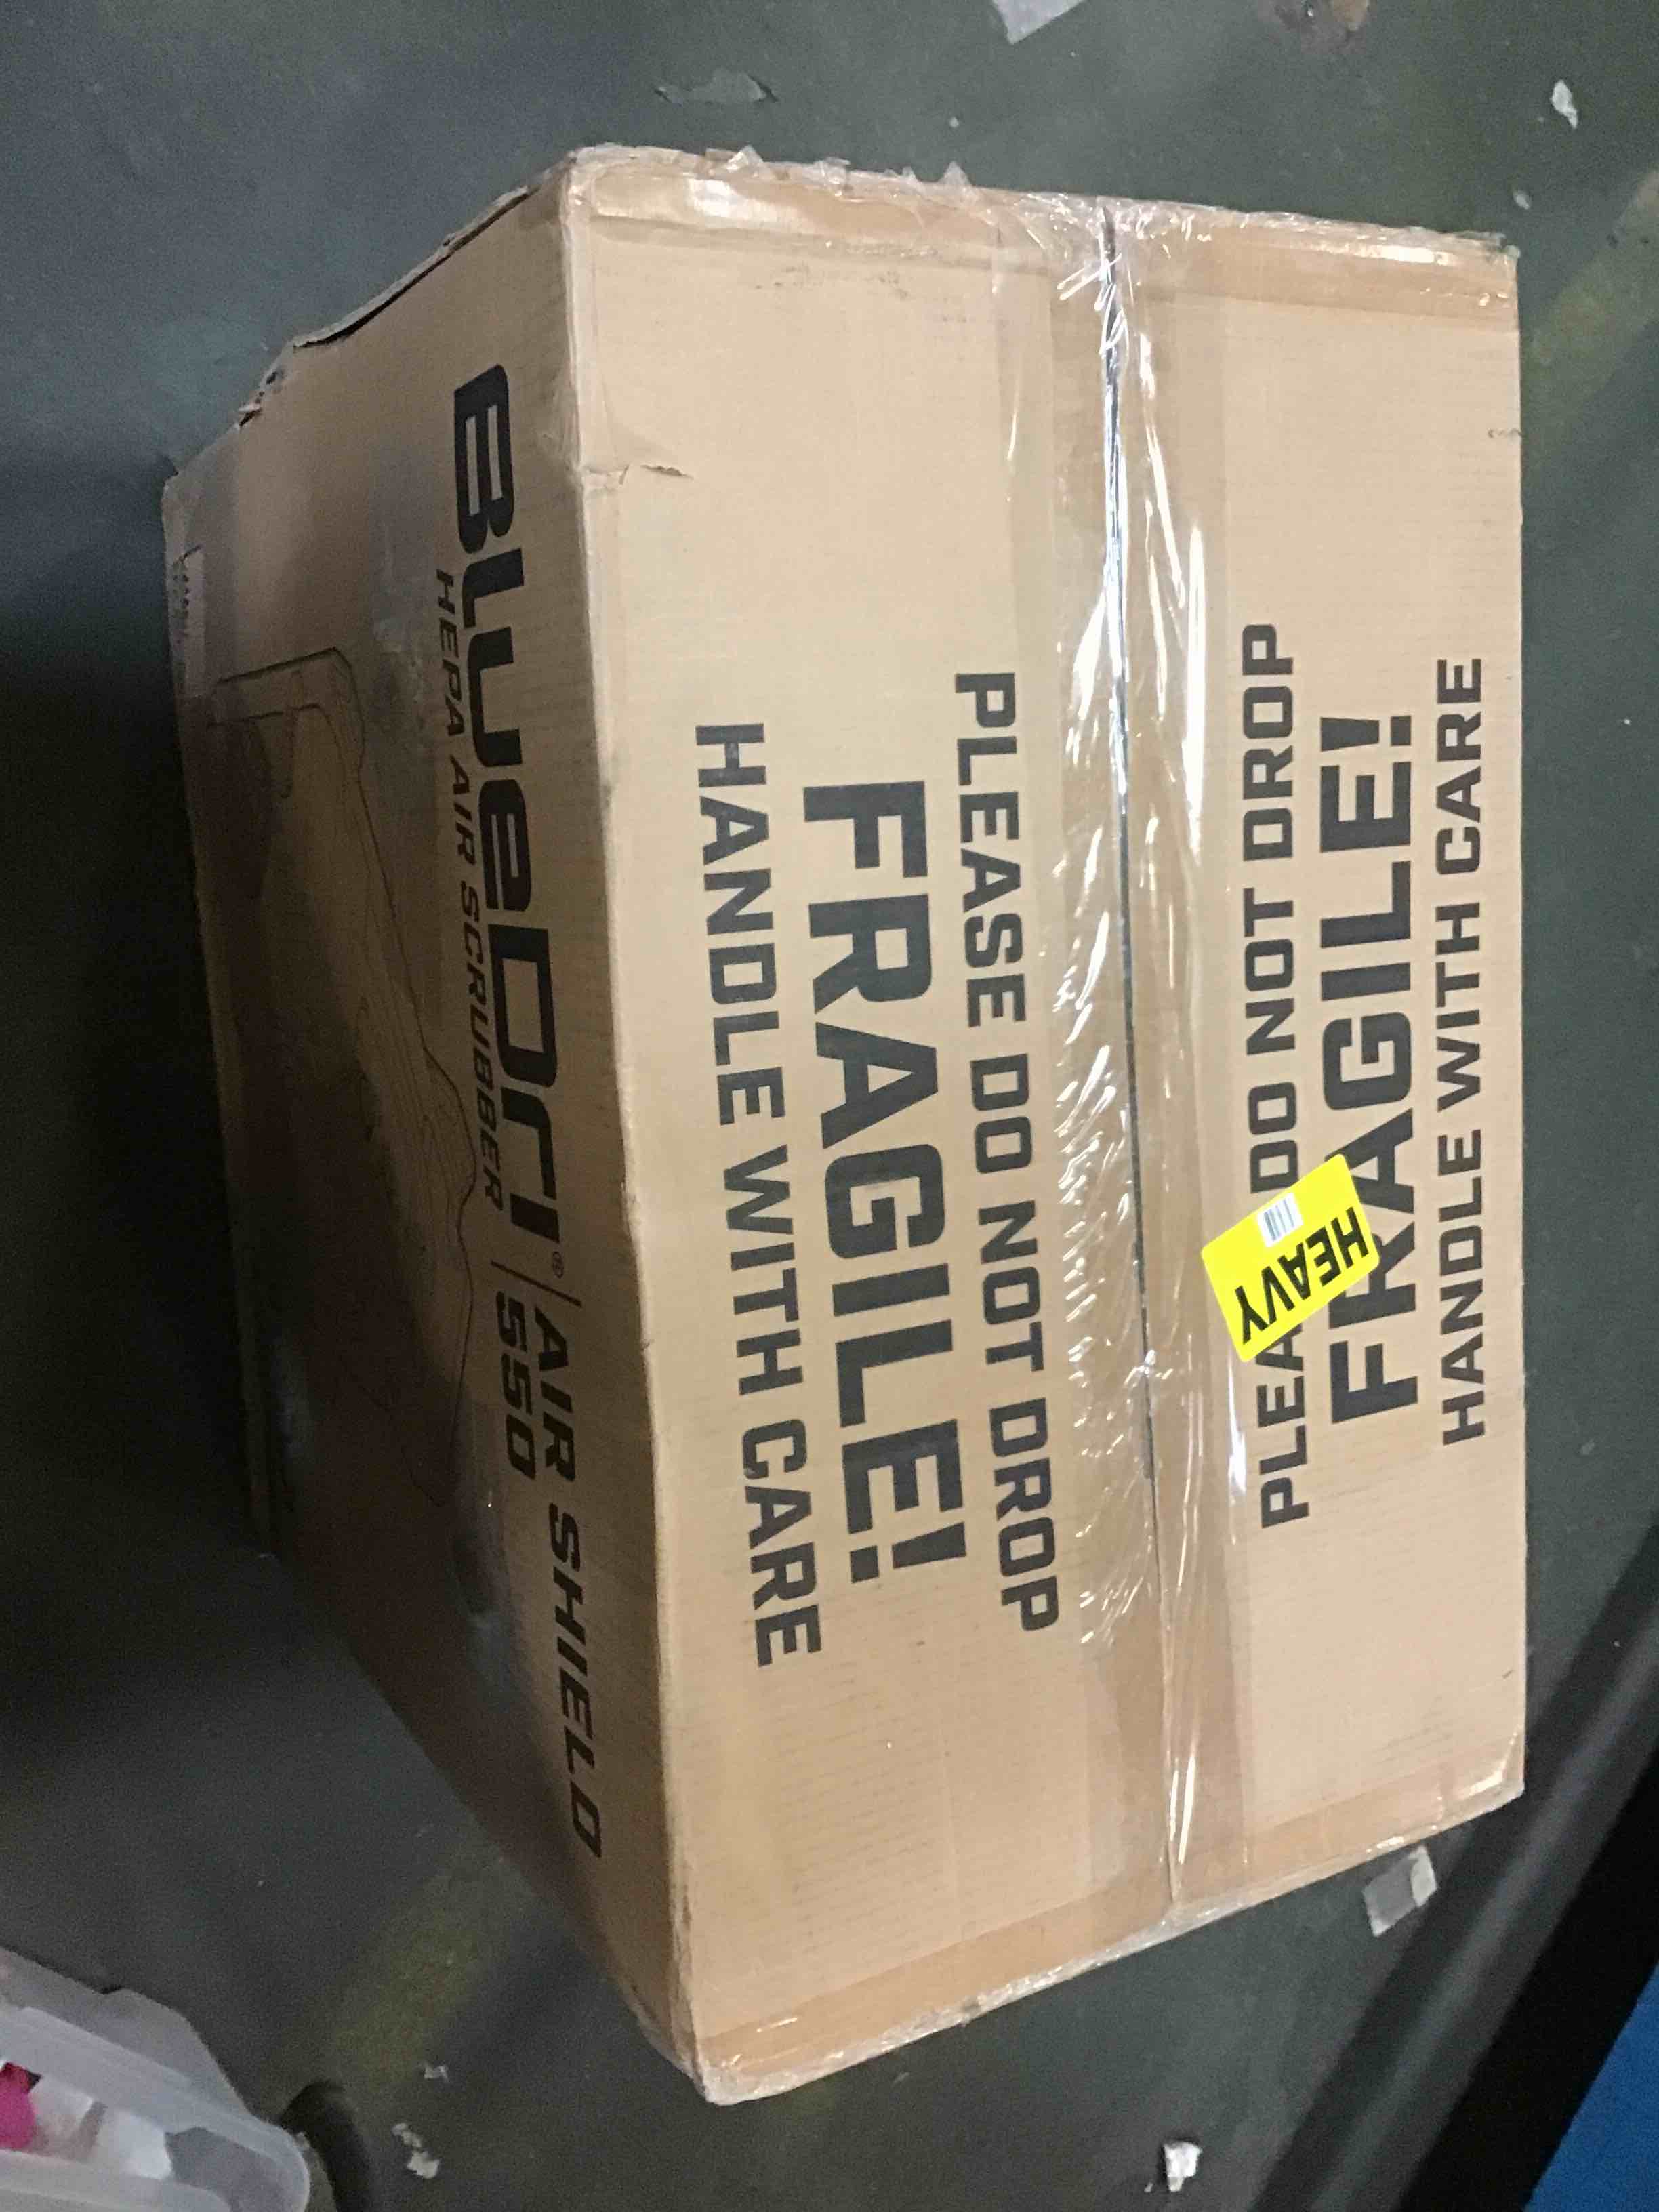 BlueDri® | AIR SHIELD
HEPA AIR SCRUBBER | 550
PLEASE DO NOT DROP
FRAGILE!
HANDLE WITH CARE
PLEA DO NOT DROP
FRAGILE!
HANDLE WITH CARE
HEAVY